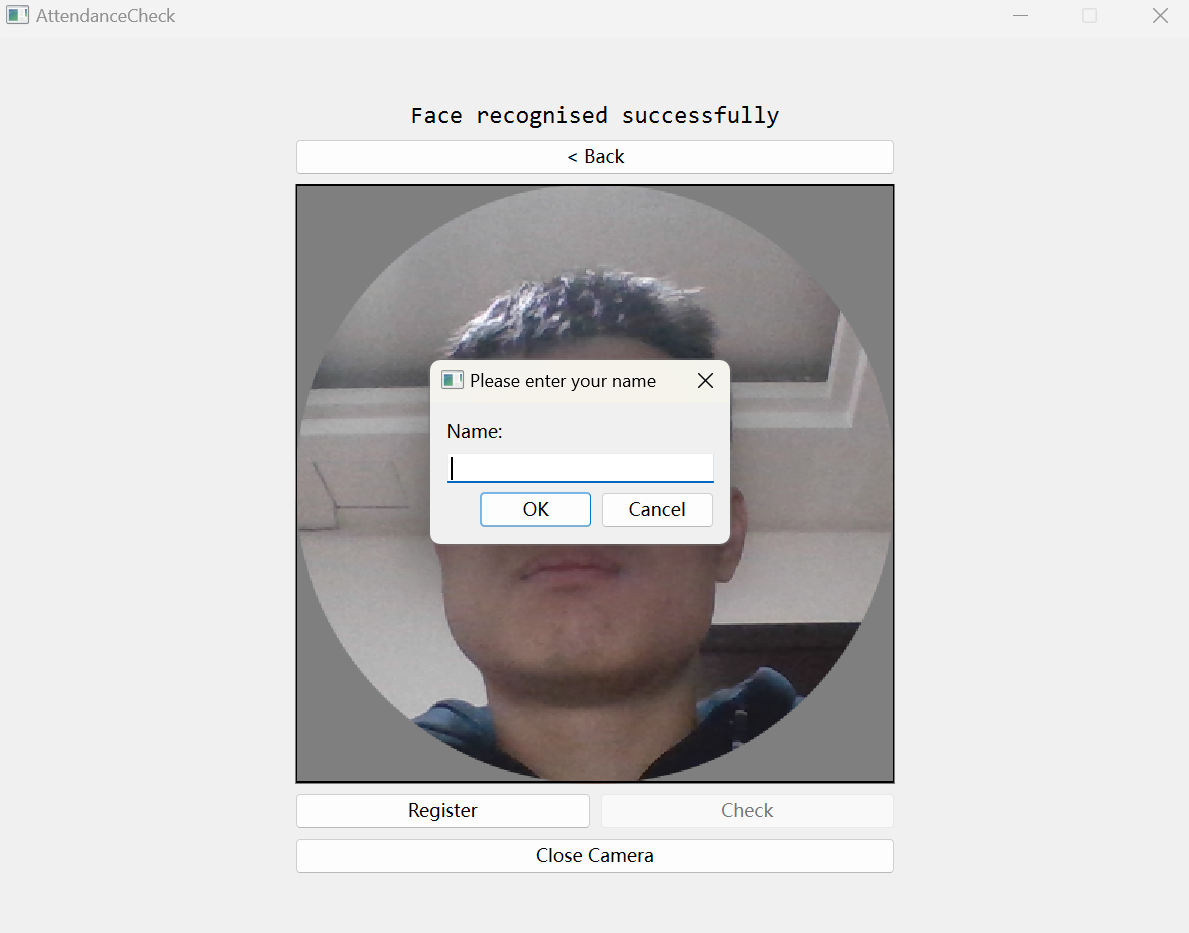 AttendanceCheck
Face recognised successfully
< Back
Please enter your name
Name:
OK Cancel
Register Check
Close Camera